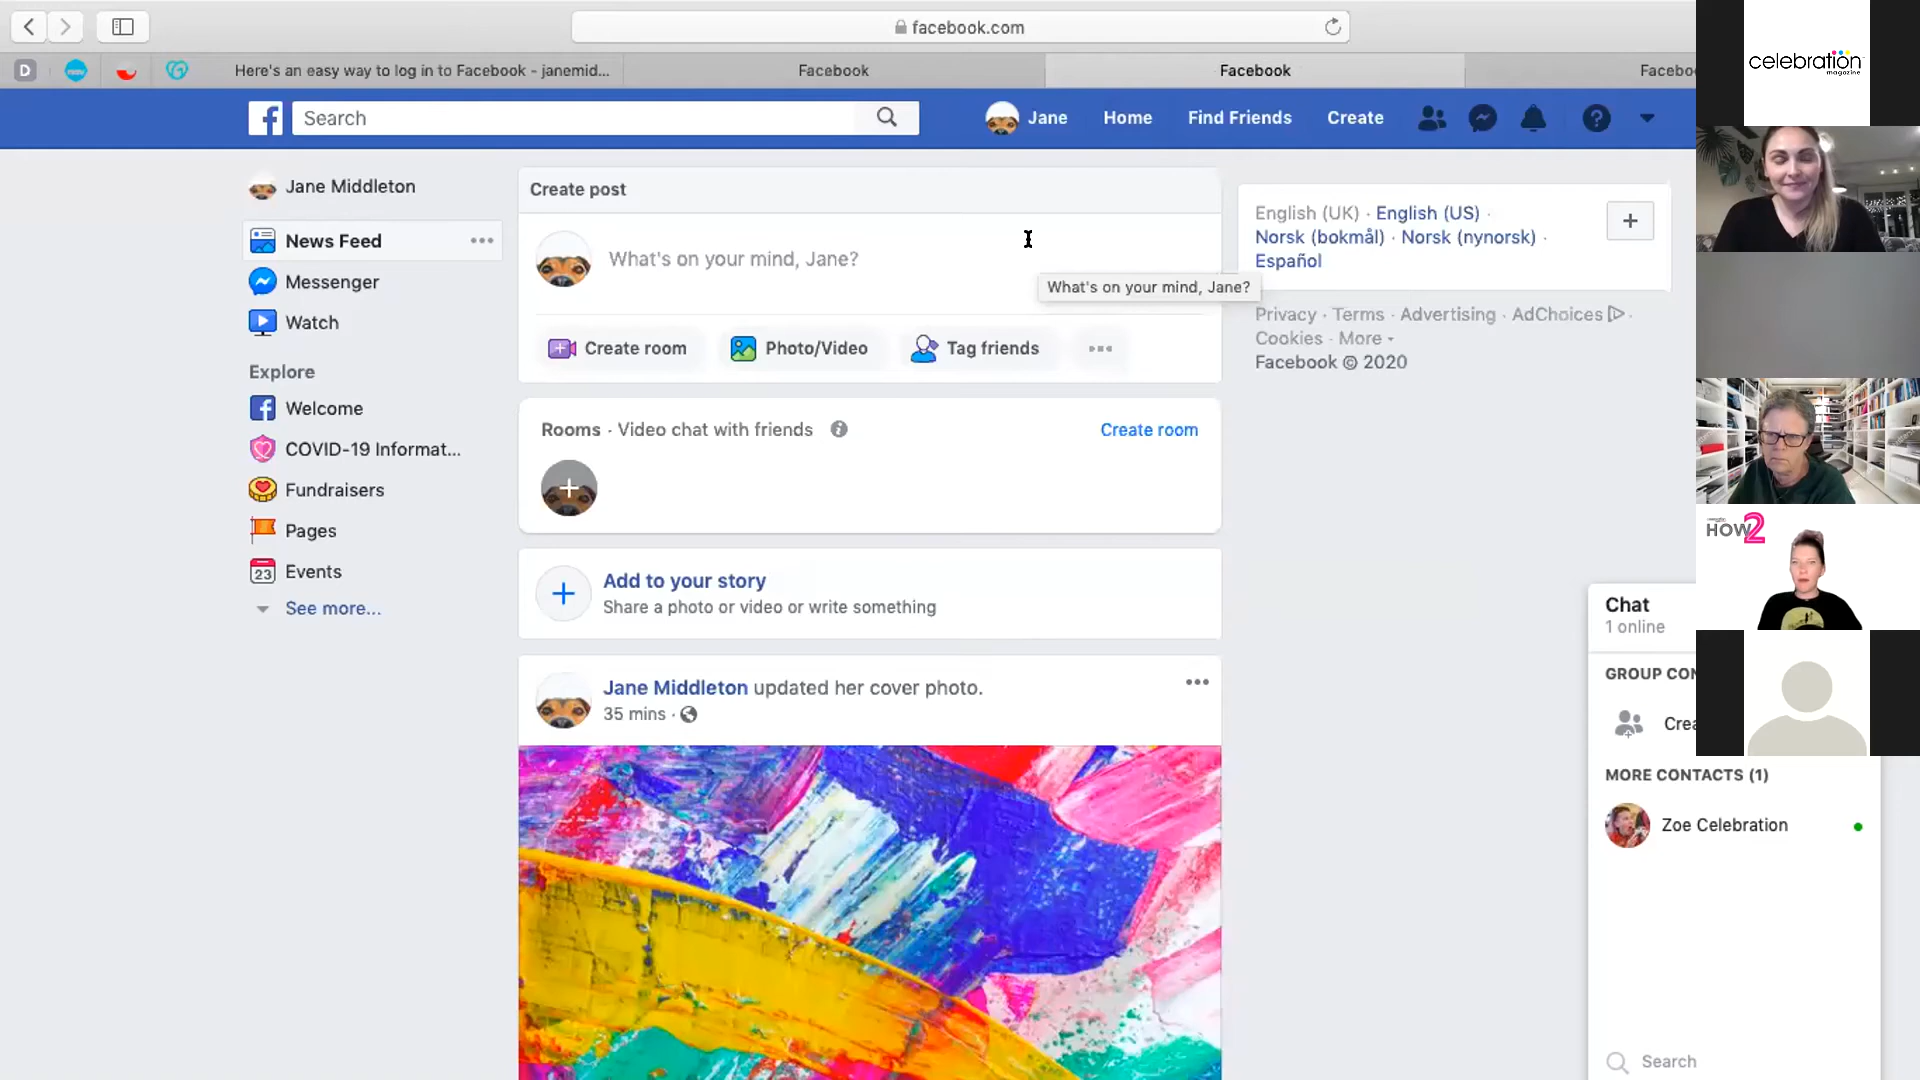 facebook.com
D
Here's an easy way to log in to Facebook - janemid...
Facebook
Facebook
Facebo
Search
Jane
Home
Find Friends
Create
Jane Middleton
News Feed
Messenger
Watch
Explore
Welcome
COVID-19 Informat...
Fundraisers
Pages
23
Events
See more...
Create post
What's on your mind, Jane?
What's on your mind, Jane?
Create room
Photo/Video
Tag friends
Rooms · Video chat with friends
Create room
Add to your story
Share a photo or video or write something
Jane Middleton updated her cover photo.
35 mins ·
English (UK) · English (US) ·
Norsk (bokmål) · Norsk (nynorsk) ·
Español
Privacy · Terms · Advertising · AdChoices ·
Cookies · More
Facebook © 2020
Chat
1 online
GROUP CON
Crea
MORE CONTACTS (1)
Zoe Celebration
Search
celebration
magazine
HOW2